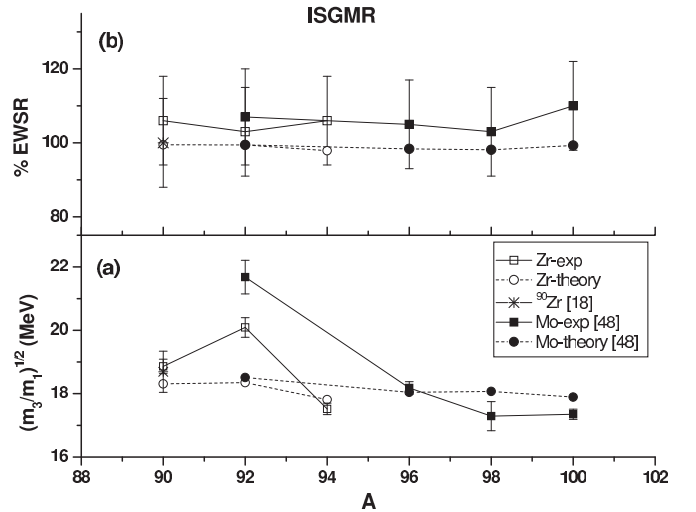 ISGMR
(b)
120
100
80
% EWSR
(a)
Zr-exp
Zr-theory
⁹⁰Zr [18]
Mo-exp [48]
Mo-theory [48]
22
20
18
16
(m₃/m₁)^1/2 (MeV)
88 90 92 94 96 98 100 102
A